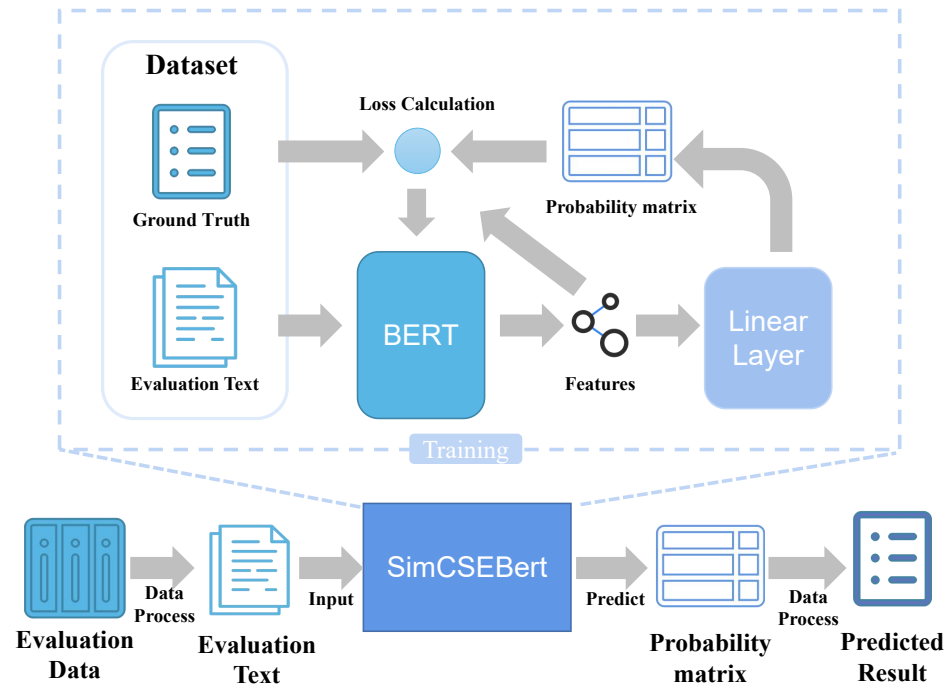 Dataset
Loss Calculation
Ground Truth
Probability matrix
BERT
Linear
Layer
Evaluation Text
Features
Training
SimCSEBert
Data
Process
Input
Predict
Data
Process
Evaluation
Data
Evaluation
Text
Probability
matrix
Predicted
Result